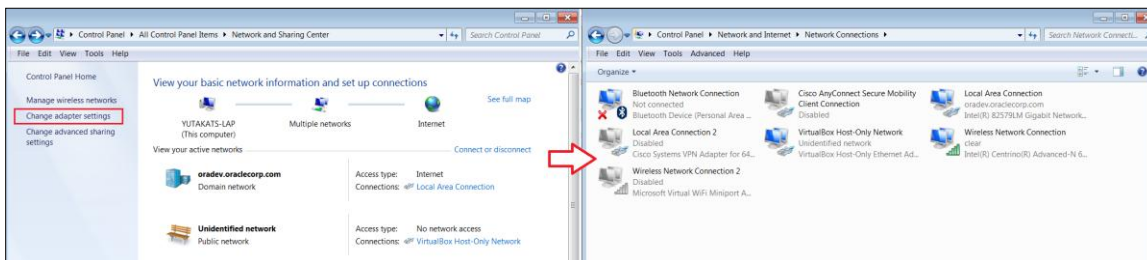 Control Panel ▸ All Control Panel Items ▸ Network and Sharing Center
Search Control Panel
File Edit View Tools Help
Control Panel Home
Manage wireless networks
Change adapter settings
Change advanced sharing
settings
View your basic network information and set up connections
See full map
YUTAKATS-LAP
(This computer)
Multiple networks
Internet
View your active networks
Connect or disconnect
oradev.oraclecorp.com
Domain network
Access type: Internet
Connections: Local Area Connection
Unidentified network
Public network
Access type: No network access
Connections: VirtualBox Host-Only Network
Control Panel ▸ Network and Internet ▸ Network Connections ▸
Search Network Connecti...
File Edit View Tools Advanced Help
Organize
Bluetooth Network Connection
Not connected
Bluetooth Device (Personal Area ...
Cisco AnyConnect Secure Mobility
Client Connection
Disabled
Local Area Connection
oradev.oraclecorp.com
Intel(R) 82579LM Gigabit Network...
Local Area Connection 2
Disabled
Cisco Systems VPN Adapter for 64...
VirtualBox Host-Only Network
Unidentified network
VirtualBox Host-Only Ethernet Ad...
Wireless Network Connection
clear
Intel(R) Centrino(R) Advanced-N 6...
Wireless Network Connection 2
Disabled
Microsoft Virtual WiFi Miniport A...